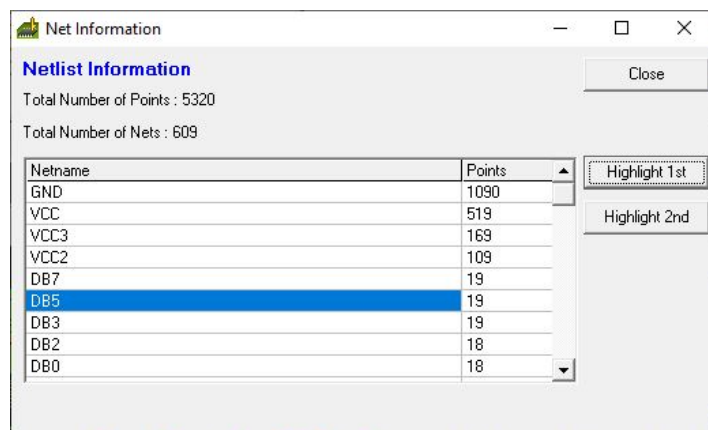 Net Information
Netlist Information
Close
Total Number of Points : 5320
Total Number of Nets : 609
Netname Points
Highlight 1st
GND 1090
VCC 519
Highlight 2nd
VCC3 169
VCC2 109
DB7 19
DB5 19
DB3 19
DB2 18
DB0 18